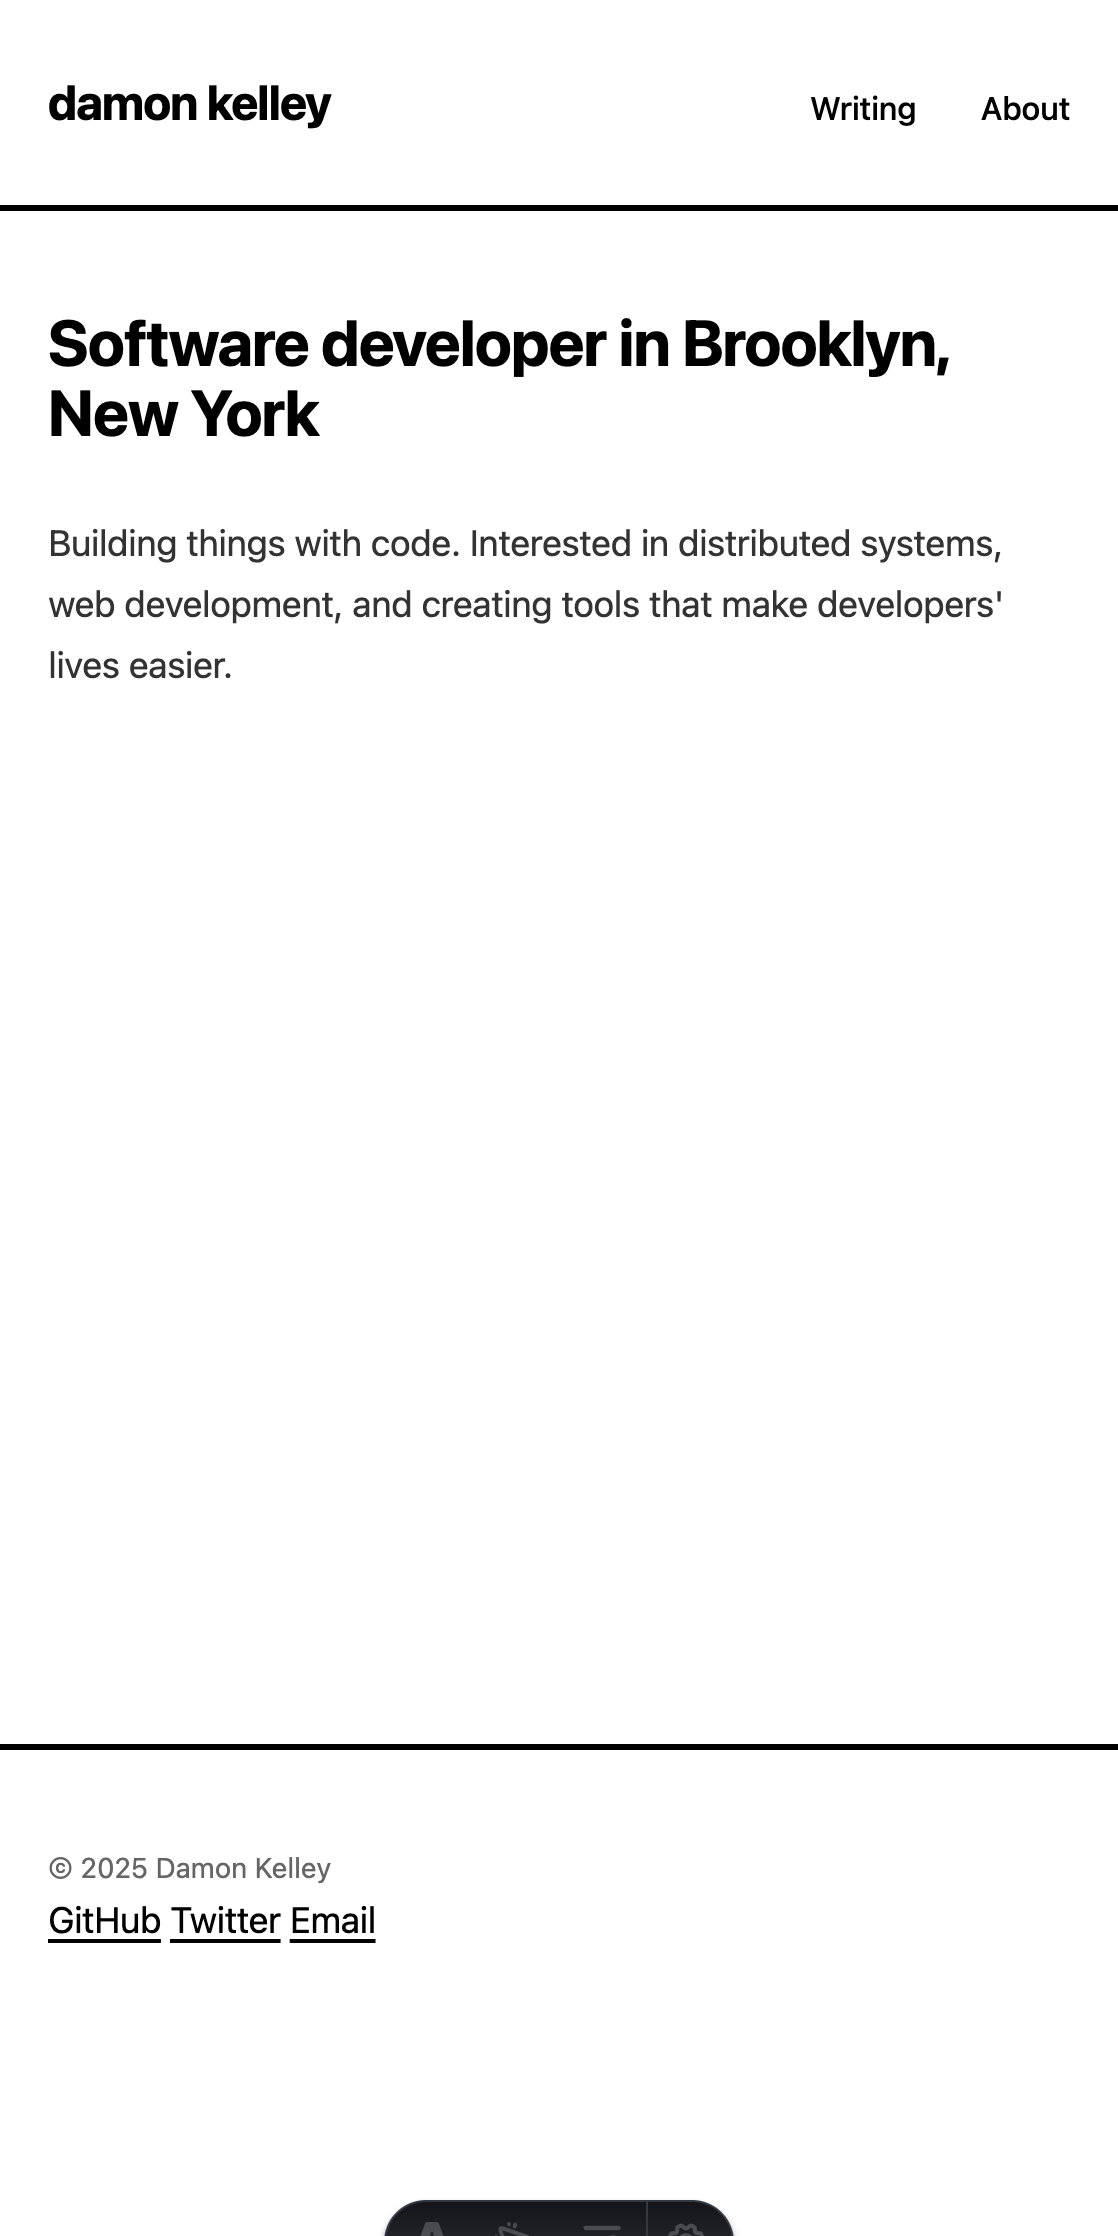 damon kelley
Writing About
Software developer in Brooklyn,
New York
Building things with code. Interested in distributed systems,
web development, and creating tools that make developers'
lives easier.
© 2025 Damon Kelley
GitHub Twitter Email